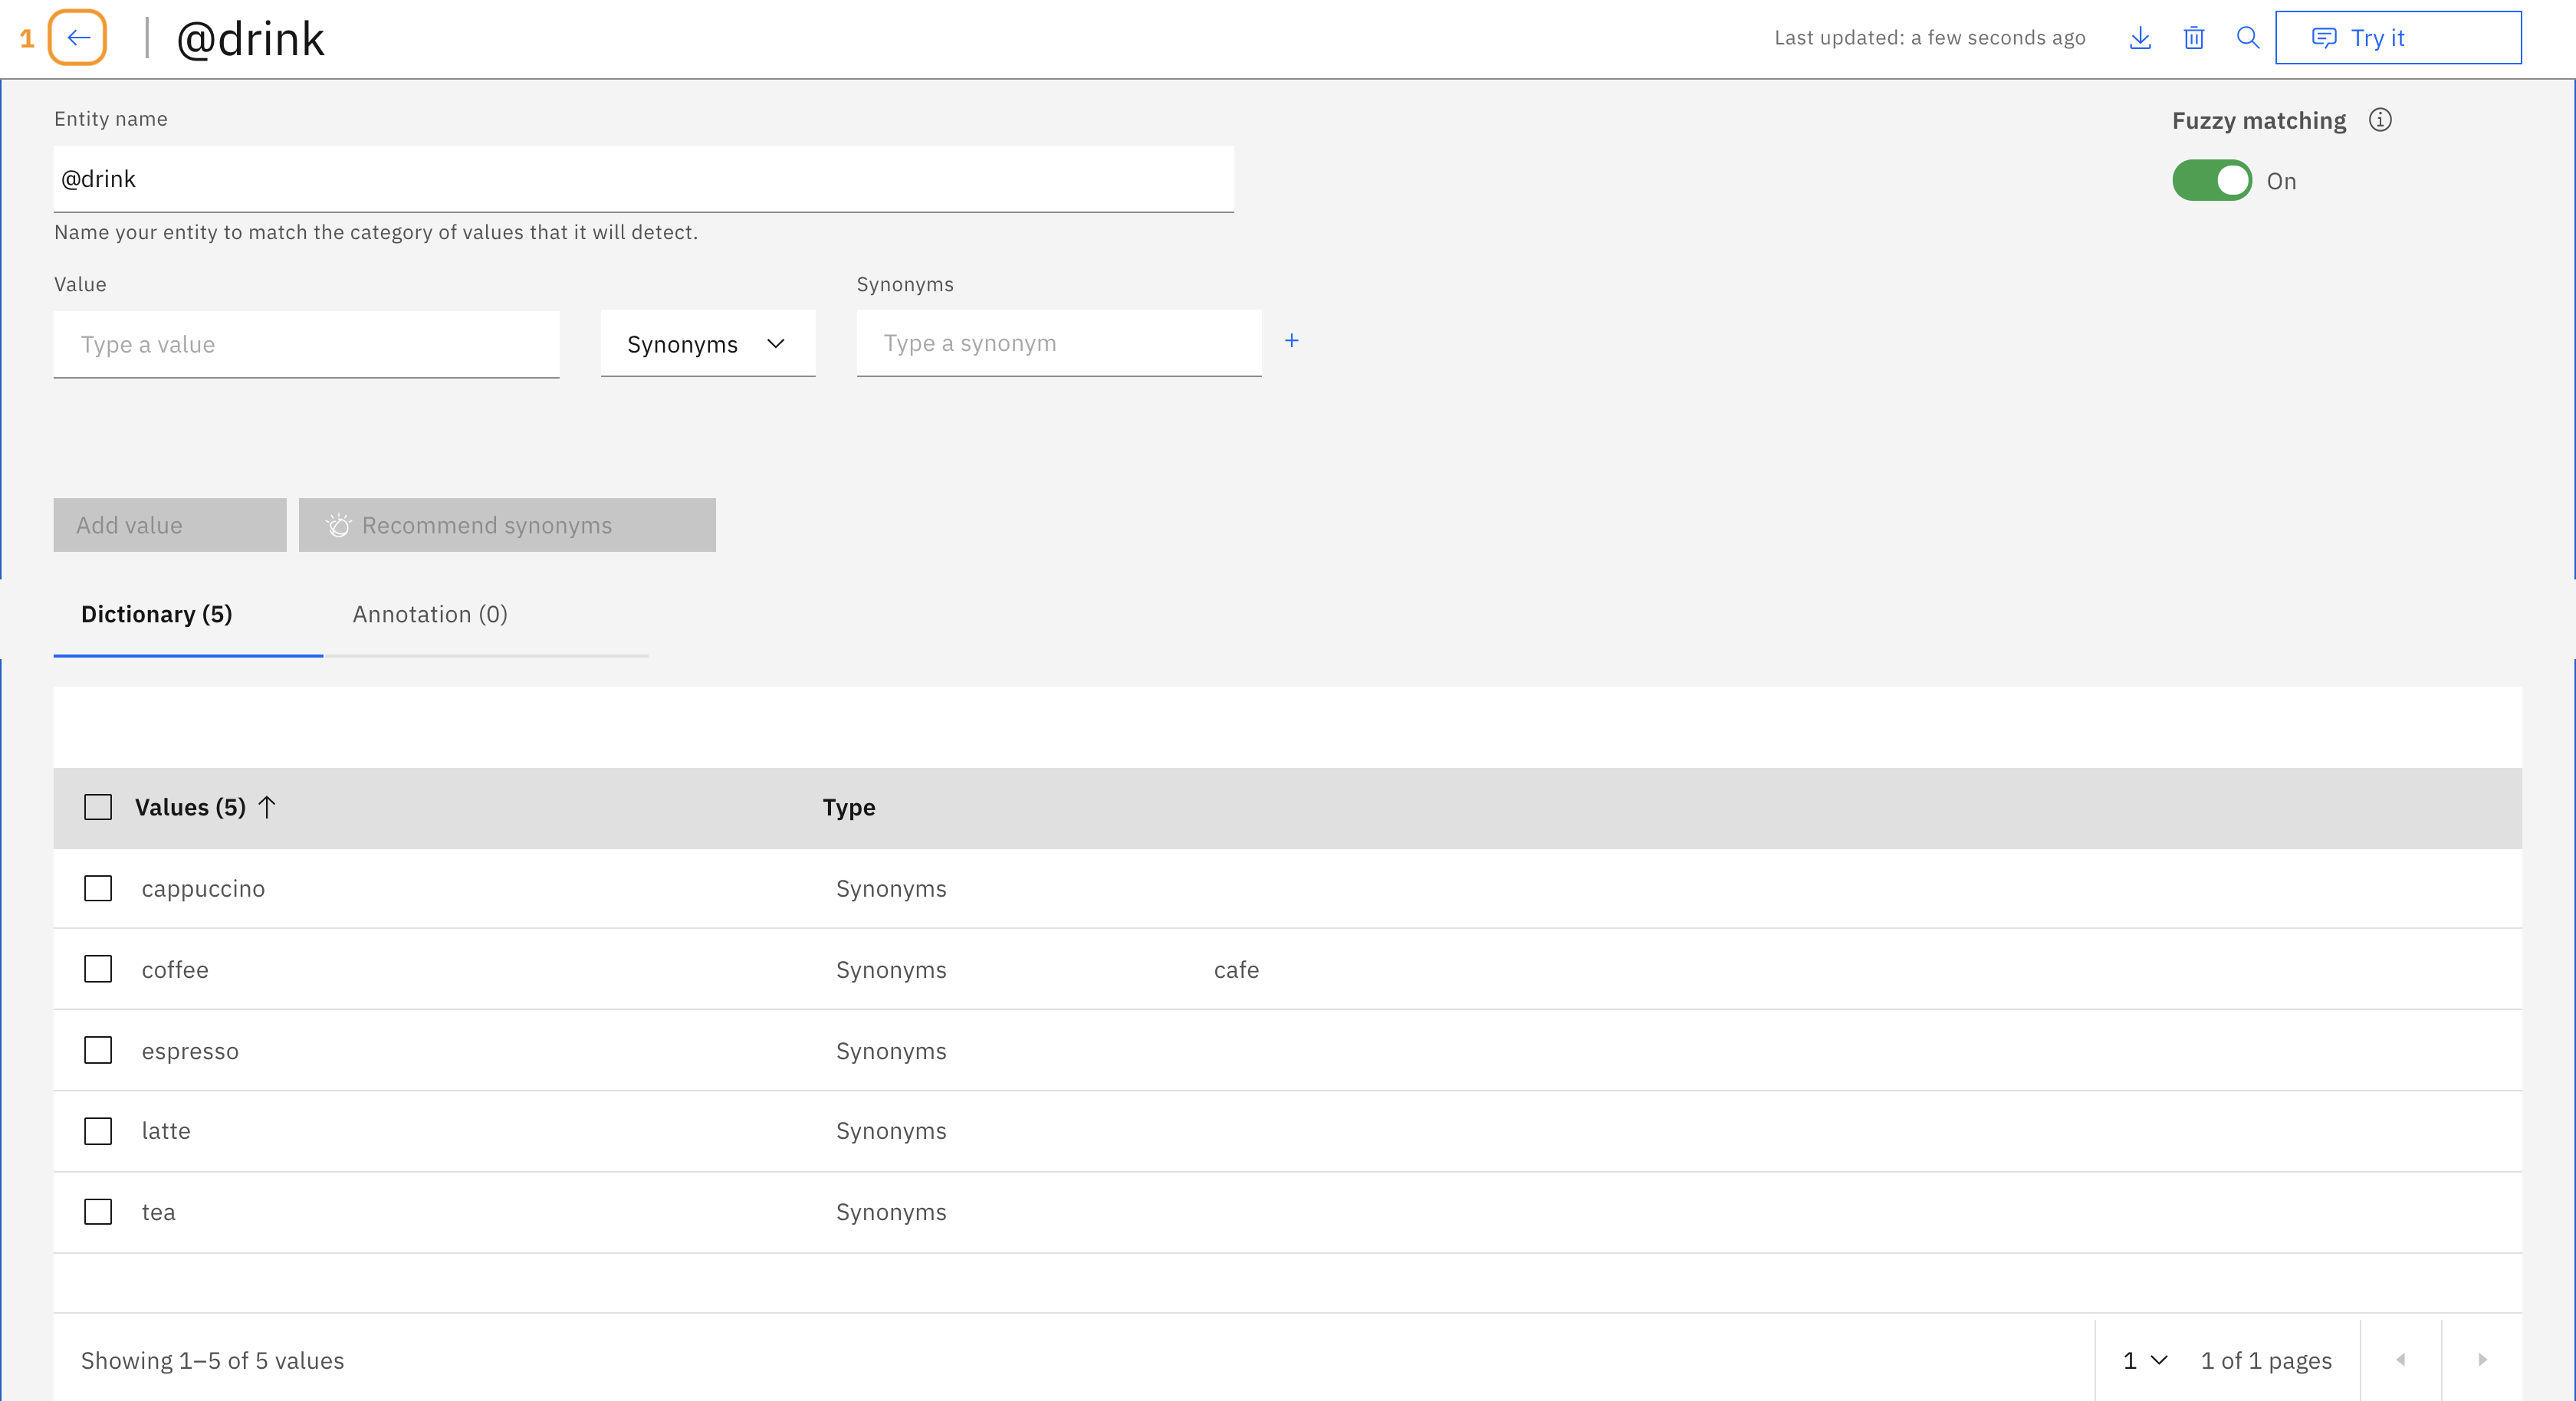 1 @drink Last updated: a few seconds ago Try it
Entity name Fuzzy matching
@drink On
Name your entity to match the category of values that it will detect.
Value Synonyms
Type a value Synonyms Type a synonym +
Add value Recommend synonyms
Dictionary (5) Annotation (0)
Values (5) Type
cappuccino Synonyms
coffee Synonyms cafe
espresso Synonyms
latte Synonyms
tea Synonyms
Showing 1–5 of 5 values 1 1 of 1 pages